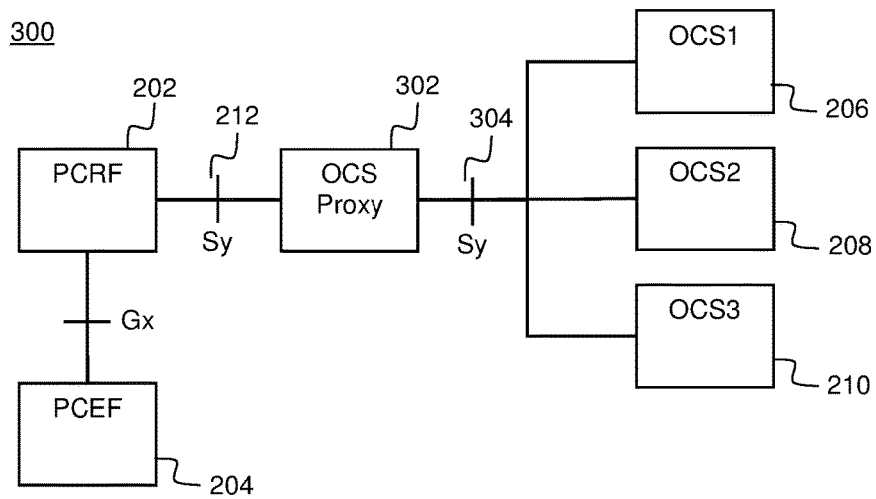 300
OCS1
206
202
212
302
304
PCRF
OCS
Proxy
OCS2
Sy
Sy
208
Gx
OCS3
210
PCEF
204